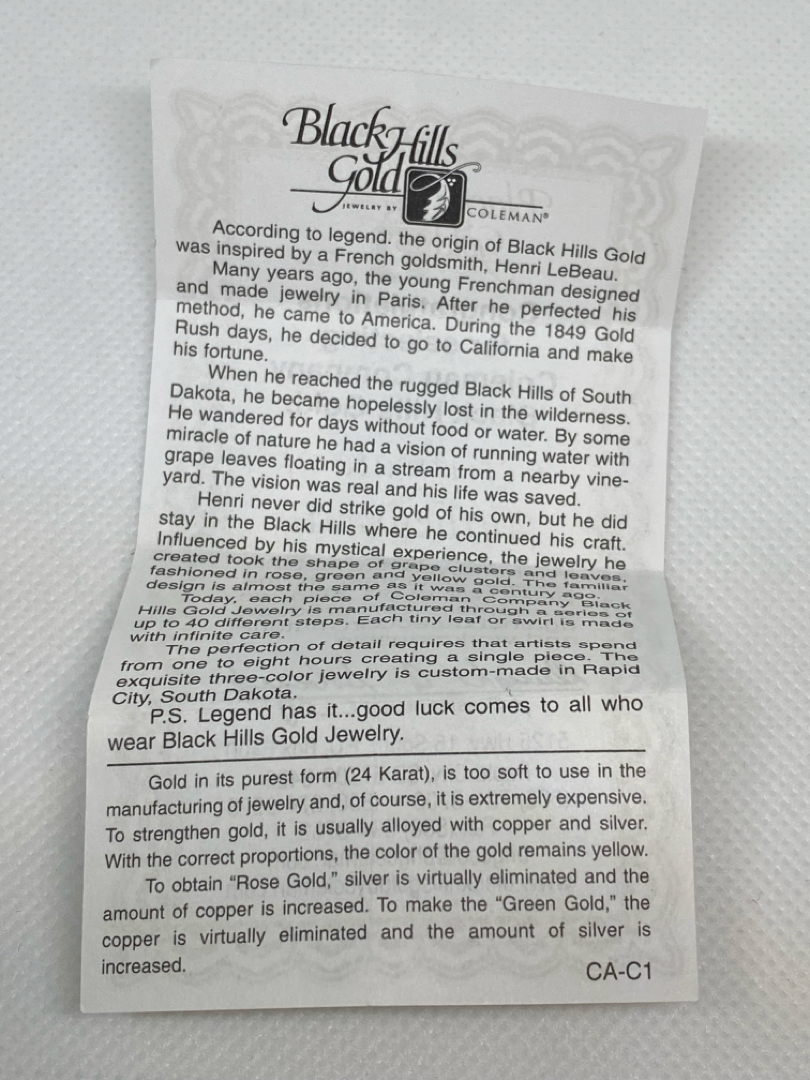 Black Hills
Gold
JEWELRY BY
COLEMAN®
According to legend. the origin of Black Hills Gold
was inspired by a French goldsmith, Henri LeBeau.
Many years ago, the young Frenchman designed
and made jewelry in Paris. After he perfected his
method, he came to America. During the 1849 Gold
Rush days, he decided to go to California and make
his fortune.
When he reached the rugged Black Hills of South
Dakota, he became hopelessly lost in the wilderness.
He wandered for days without food or water. By some
miracle of nature he had a vision of running water with
grape leaves floating in a stream from a nearby vine-
yard. The vision was real and his life was saved.
Henri never did strike gold of his own, but he did
stay in the Black Hills where he continued his craft.
Influenced by his mystical experience, the jewelry he
created took the shape of grape clusters and leaves,
fashioned in rose, green and yellow gold. The familiar
design is almost the same as it was a century ago.
Today, each piece of Coleman Company Black
Hills Gold Jewelry is manufactured through a series of
up to 40 different steps. Each tiny leaf or swirl is made
with infinite care.
The perfection of detail requires that artists spend
from one to eight hours creating a single piece. The
exquisite three-color jewelry is custom-made in Rapid
City, South Dakota.
P.S. Legend has it...good luck comes to all who
wear Black Hills Gold Jewelry.
Gold in its purest form (24 Karat), is too soft to use in the
manufacturing of jewelry and, of course, it is extremely expensive.
To strengthen gold, it is usually alloyed with copper and silver.
With the correct proportions, the color of the gold remains yellow.
To obtain “Rose Gold,” silver is virtually eliminated and the
amount of copper is increased. To make the “Green Gold,” the
copper is virtually eliminated and the amount of silver is
increased.
CA-C1